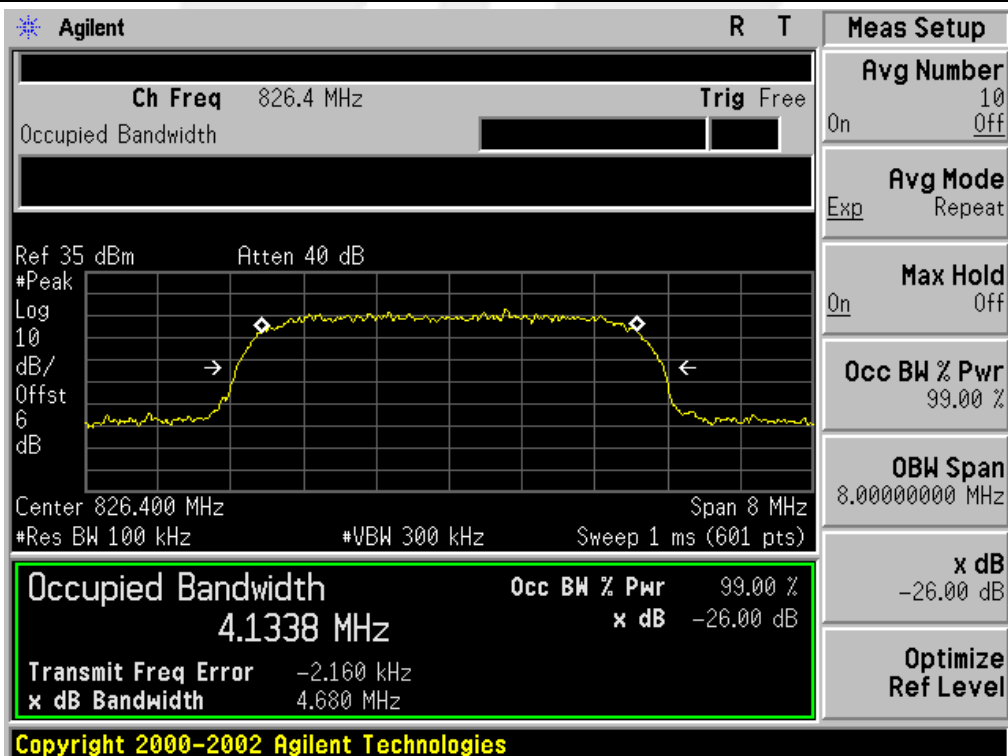 Agilent R T
Ch Freq 826.4 MHz Trig Free
Occupied Bandwidth
Ref 35 dBm Atten 40 dB
#Peak
Log
10
dB/
Offst
6
dB
Center 826.400 MHz Span 8 MHz
#Res BW 100 kHz #VBW 300 kHz Sweep 1 ms (601 pts)
Occupied Bandwidth
4.1338 MHz
Occ BW % Pwr 99.00 %
x dB -26.00 dB
Transmit Freq Error -2.160 kHz
x dB Bandwidth 4.680 MHz
Copyright 2000-2002 Agilent Technologies
Meas Setup
Avg Number
10
On Off
Avg Mode
Exp Repeat
Max Hold
On Off
Occ BW % Pwr
99.00 %
OBW Span
8.00000000 MHz
x dB
-26.00 dB
Optimize
Ref Level